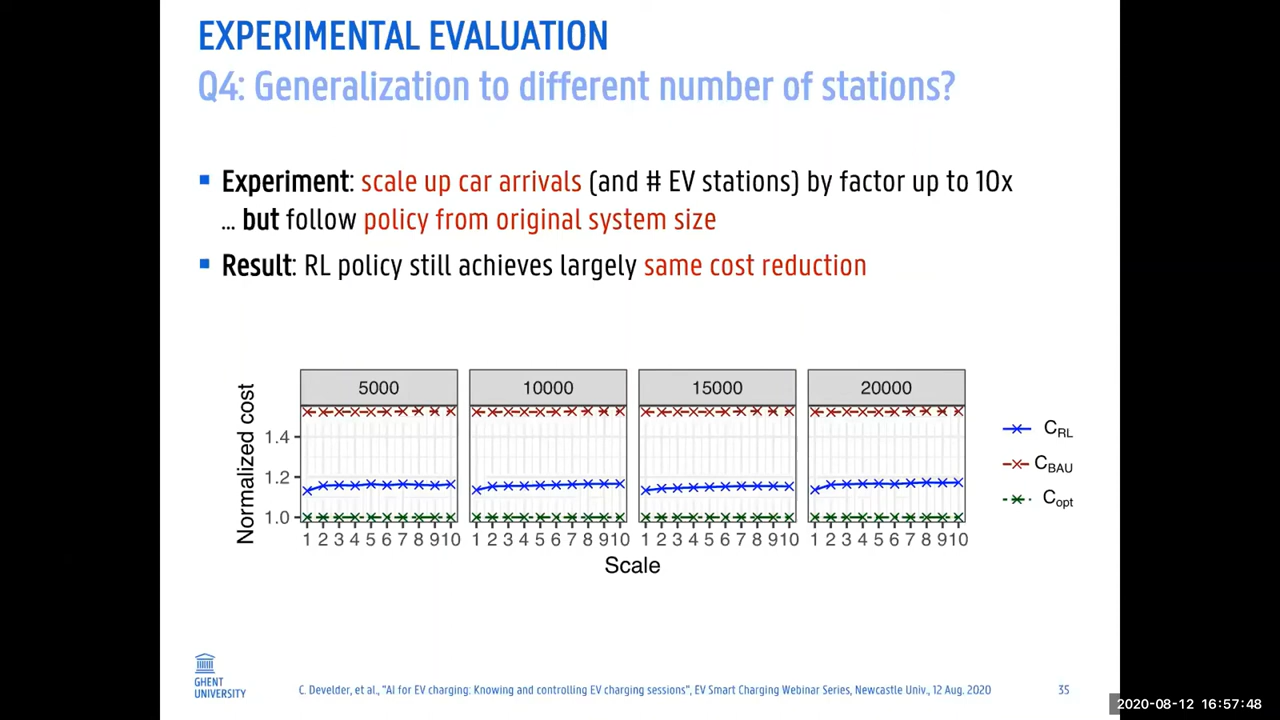 EXPERIMENTAL EVALUATION
Q4: Generalization to different number of stations?
▪ Experiment: scale up car arrivals (and # EV stations) by factor up to 10x
... but follow policy from original system size
▪ Result: RL policy still achieves largely same cost reduction
5000 10000 15000 20000
Normalized cost
1.4
1.2
1.0
C_RL
C_BAU
C_opt
1 2 3 4 5 6 7 8 9 10 1 2 3 4 5 6 7 8 9 10 1 2 3 4 5 6 7 8 9 10 1 2 3 4 5 6 7 8 9 10
Scale
GHENT
UNIVERSITY
C. Develder, et al., "AI for EV charging: Knowing and controlling EV charging sessions", EV Smart Charging Webinar Series, Newcastle Univ., 12 Aug. 2020
35
2020-08-12 16:57:48